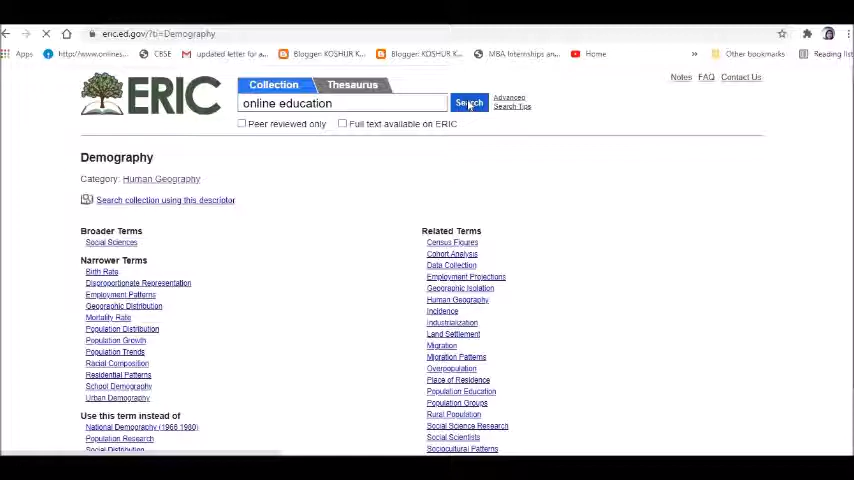 eric.ed.gov/?ti=Demography
Apps http://www.onlines... CBSE updated letter for a... Blogger: KOSHUR K... Blogger: KOSHUR K... MBA Internships an... Home » Other bookmarks Reading list
ERIC
Collection Thesaurus
Notes FAQ Contact Us
online education Search Advanced
Search Tips
Peer reviewed only Full text available on ERIC
Demography
Category: Human Geography
Search collection using this descriptor
Broader Terms
Social Sciences
Narrower Terms
Birth Rate
Disproportionate Representation
Employment Patterns
Geographic Distribution
Mortality Rate
Population Distribution
Population Growth
Population Trends
Racial Composition
Residential Patterns
School Demography
Urban Demography
Use this term instead of
National Demography (1966 1980)
Population Research
Social Distribution
Related Terms
Census Figures
Cohort Analysis
Data Collection
Employment Projections
Geographic Isolation
Human Geography
Incidence
Industrialization
Land Settlement
Migration
Migration Patterns
Overpopulation
Place of Residence
Population Education
Population Groups
Rural Population
Social Science Research
Social Scientists
Sociocultural Patterns